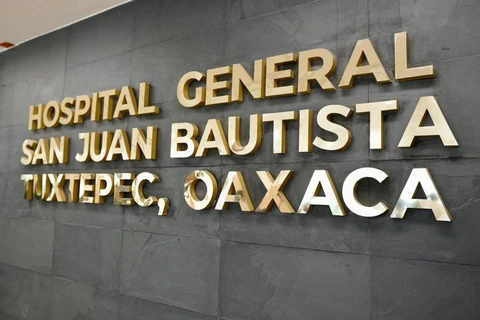 HOSPITAL GENERAL
SAN JUAN BAUTISTA
TUXTEPEC, OAXACA